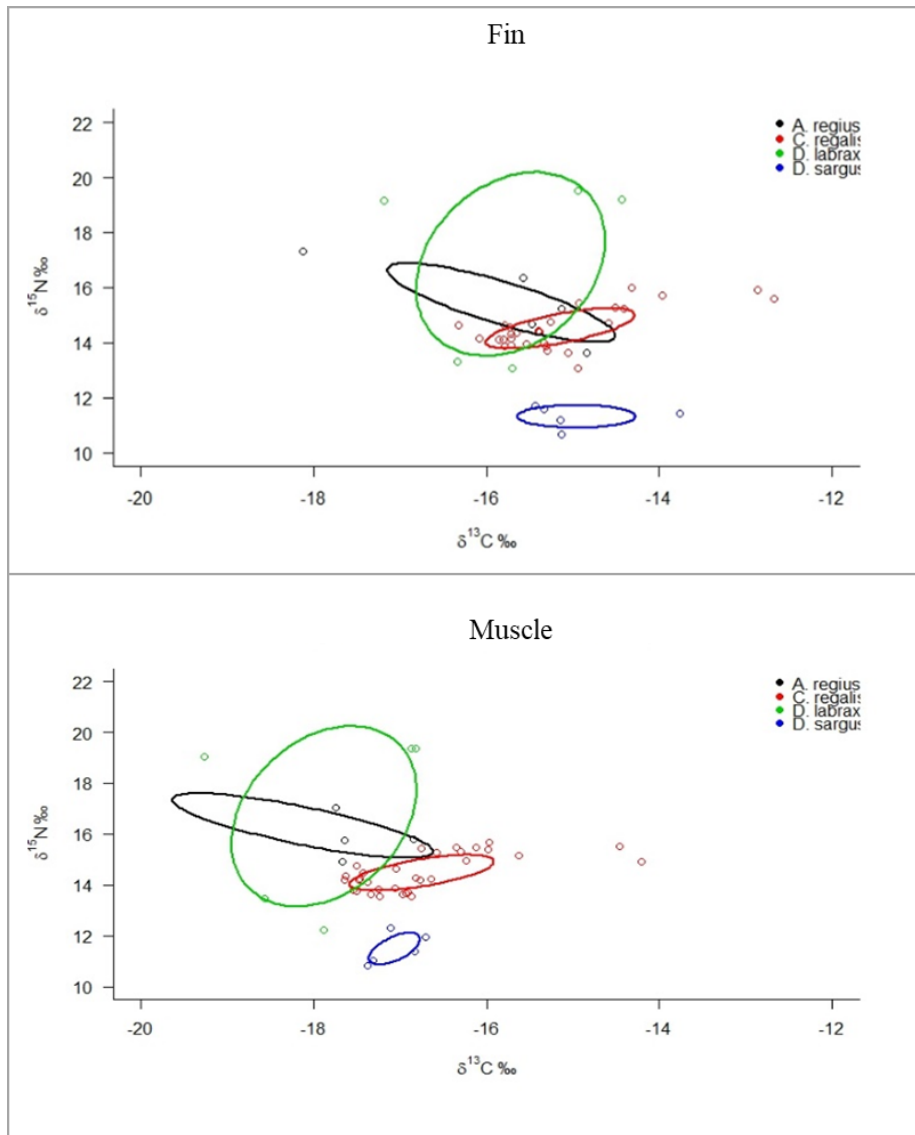 Fin
22
20
18
16
14
12
10
δ15N‰
A. regius
C. regalis
D. labrax
D. sargus
-20 -18 -16 -14 -12
δ13C ‰
Muscle
22
20
18
16
14
12
10
δ15N‰
A. regius
C. regalis
D. labrax
D. sargus
-20 -18 -16 -14 -12
δ13C ‰